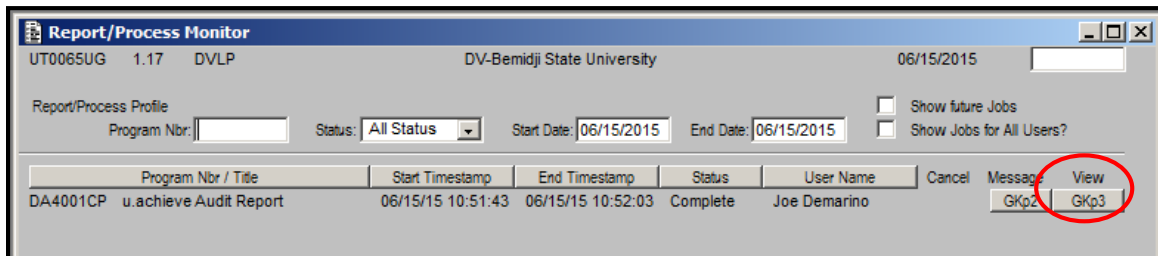 Report/Process Monitor
UT0065UG 1.17 DVLP DV-Bemidji State University 06/15/2015
Report/Process Profile Show future Jobs
Program Nbr: Status: All Status Start Date: 06/15/2015 End Date: 06/15/2015 Show Jobs for All Users?
Program Nbr / Title Start Timestamp End Timestamp Status User Name Cancel Message View
DA4001CP u.achieve Audit Report 06/15/15 10:51:43 06/15/15 10:52:03 Complete Joe Demarino GKp2 GKp3